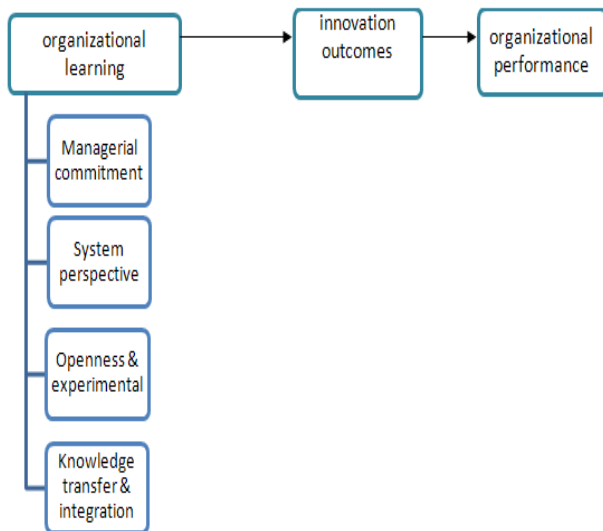 organizational
learning
innovation
outcomes
organizational
performance
Managerial
commitment
System
perspective
Openness &
experimental
Knowledge
transfer &
integration